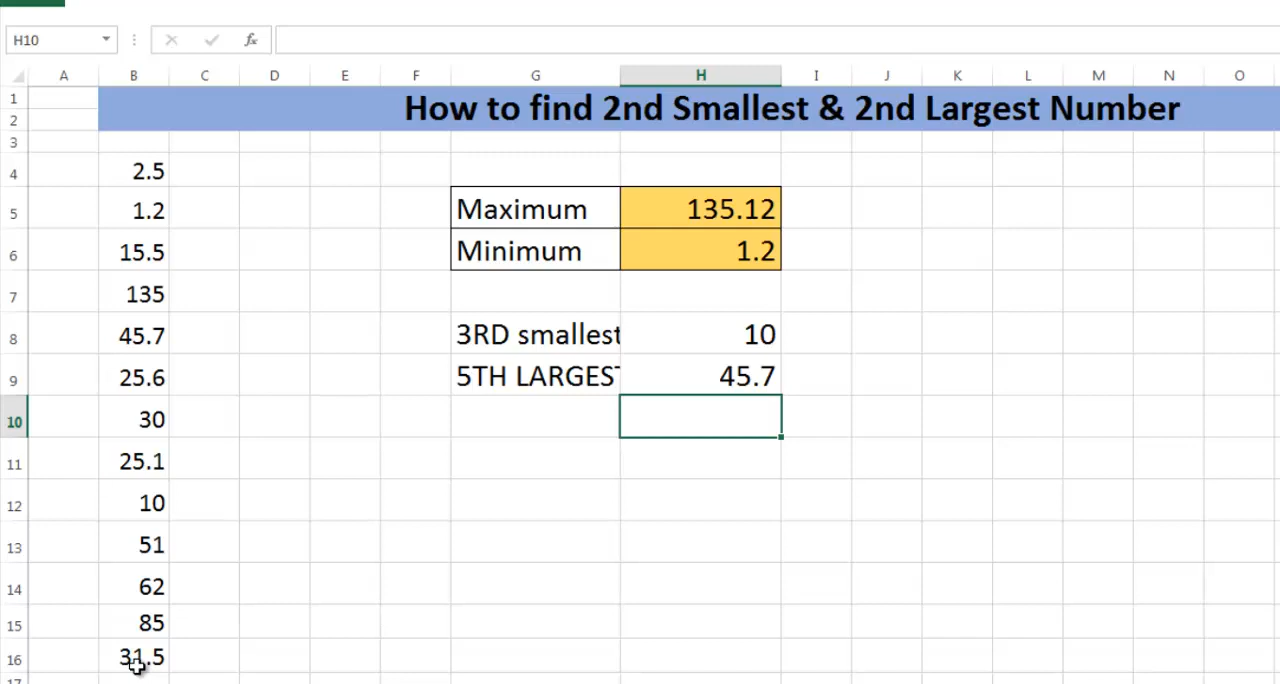 H10 fx
A B C D E F G H I J K L M N O
1 How to find 2nd Smallest & 2nd Largest Number
2
3
4 2.5
5 1.2 Maximum 135.12
6 15.5 Minimum 1.2
7 135
8 45.7 3RD smallest 10
9 25.6 5TH LARGEST 45.7
10 30
11 25.1
12 10
13 51
14 62
15 85
16 31.5
17